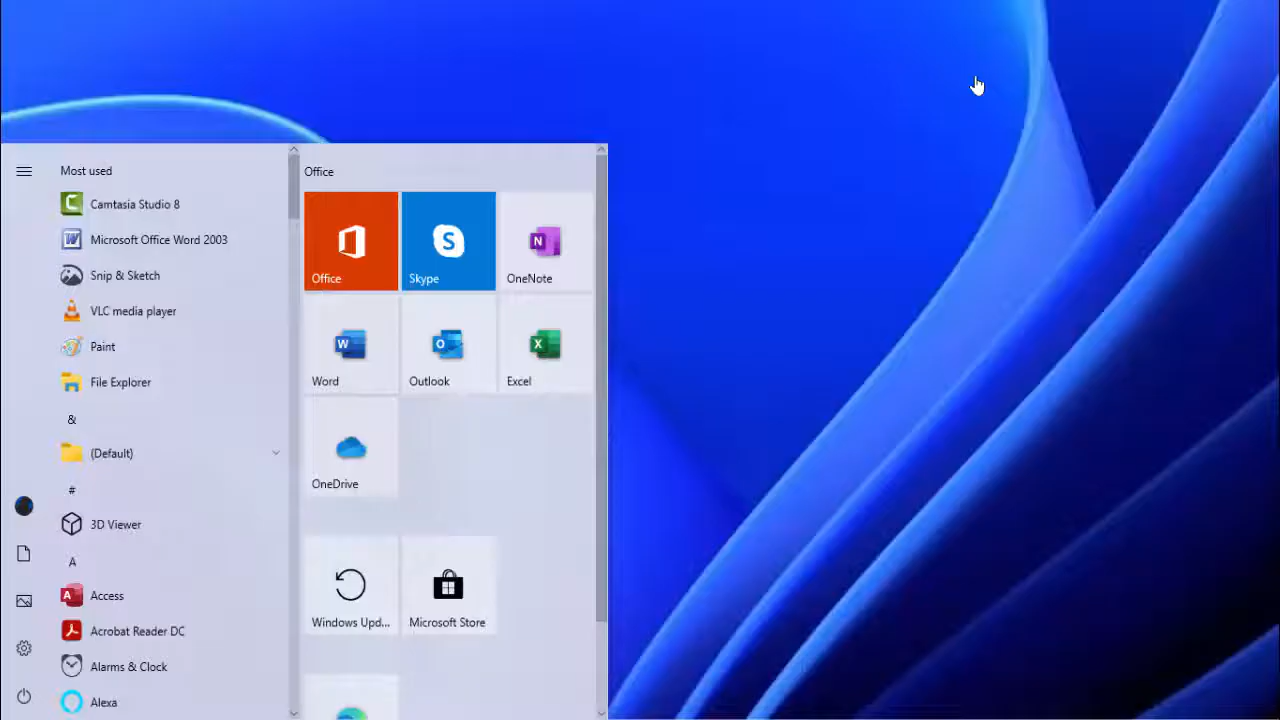 Most used
Camtasia Studio 8
Microsoft Office Word 2003
Snip & Sketch
VLC media player
Paint
File Explorer
&
(Default)
#
3D Viewer
A
Access
Acrobat Reader DC
Alarms & Clock
Alexa
Office
Office
Skype
OneNote
Word
Outlook
Excel
OneDrive
Windows Upd...
Microsoft Store